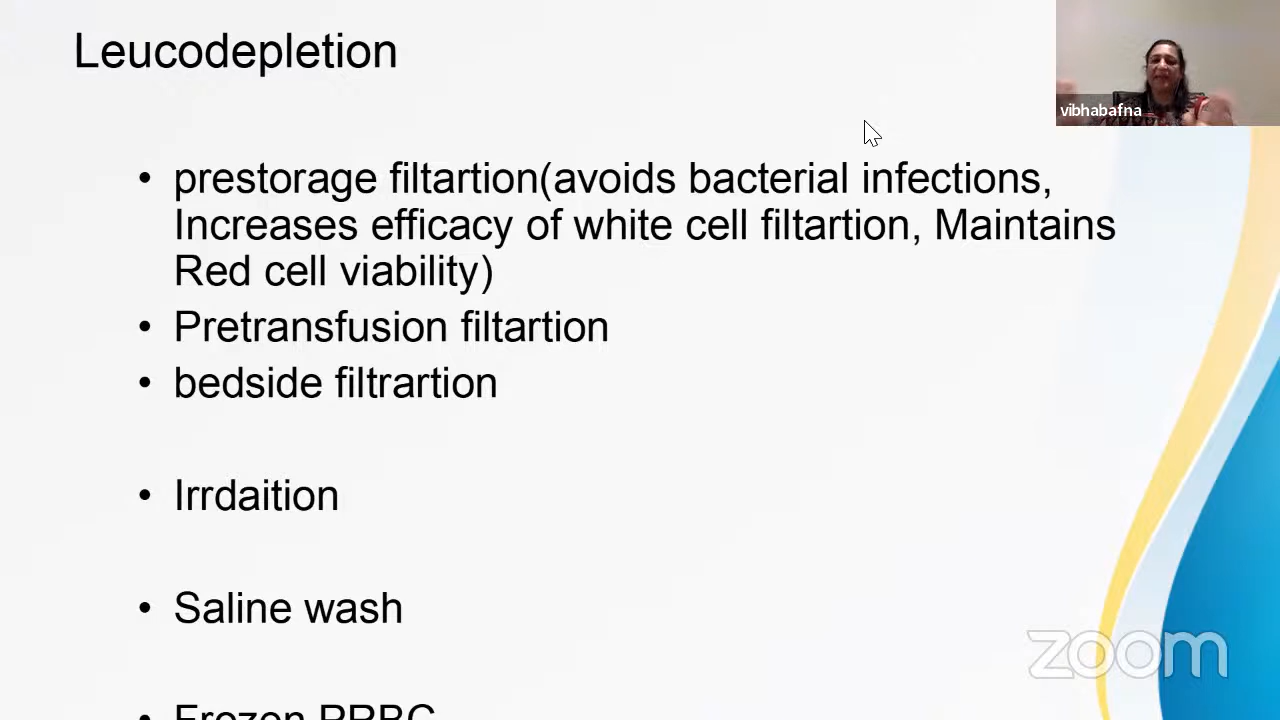 Leucodepletion
vibhabafna
• prestorage filtartion(avoids bacterial infections,
Increases efficacy of white cell filtartion, Maintains
Red cell viability)
• Pretransfusion filtartion
• bedside filtrartion
• Irrdaition
• Saline wash
zoom
• Frozen PRBC